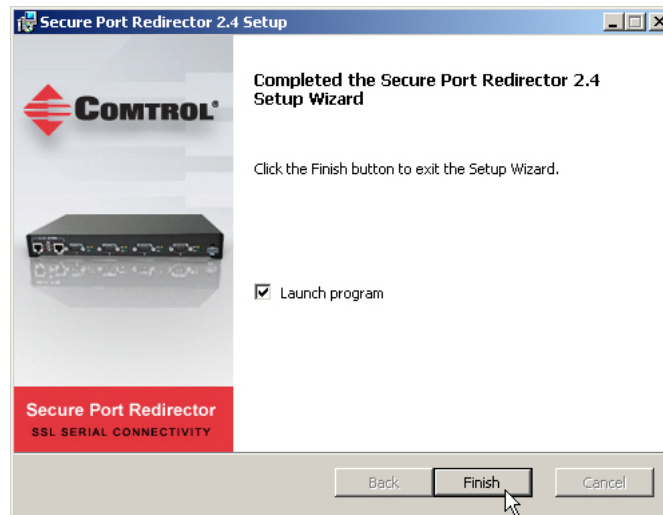 Secure Port Redirector 2.4 Setup
COMTROL®
Completed the Secure Port Redirector 2.4
Setup Wizard
Click the Finish button to exit the Setup Wizard.
Launch program
Secure Port Redirector
SSL SERIAL CONNECTIVITY
Back
Finish
Cancel